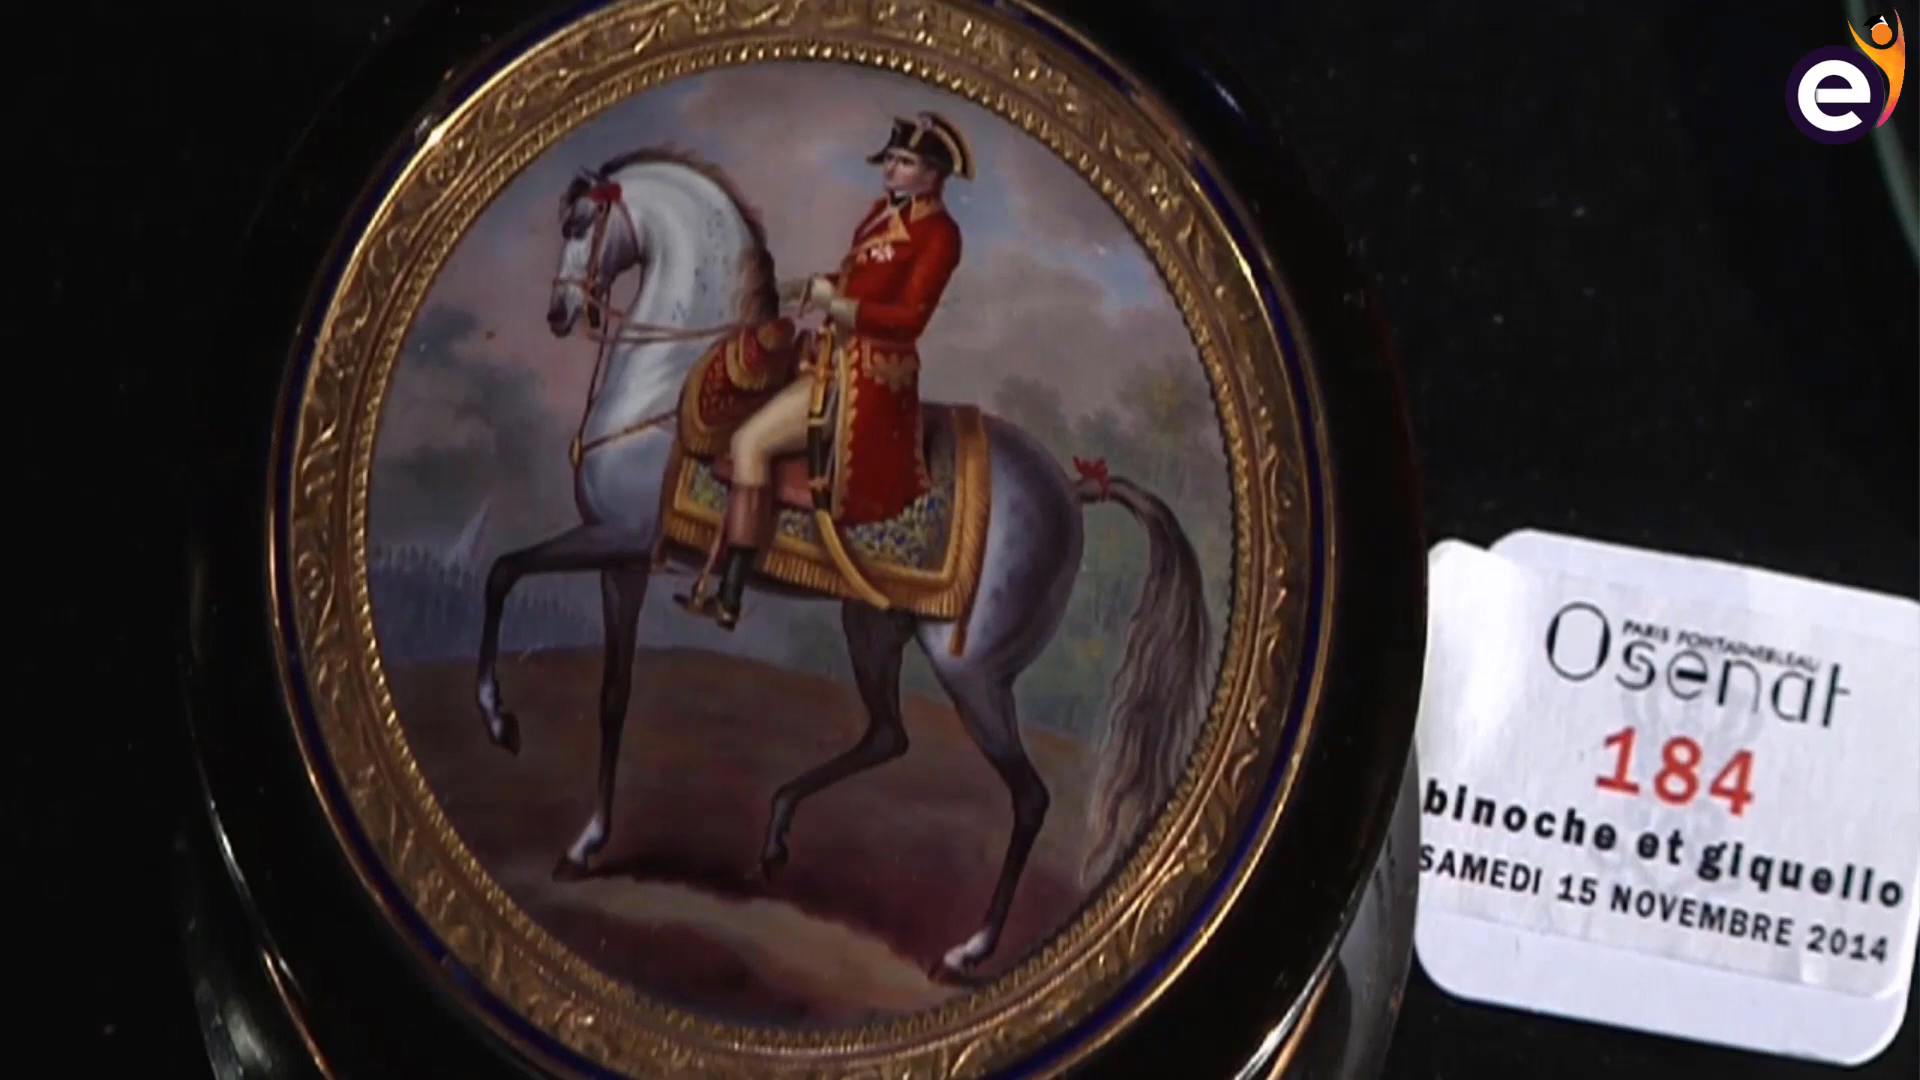 e
PARIS FONTAINEBLEAU
Osenat
184
binoche et giquello
SAMEDI 15 NOVEMBRE 2014